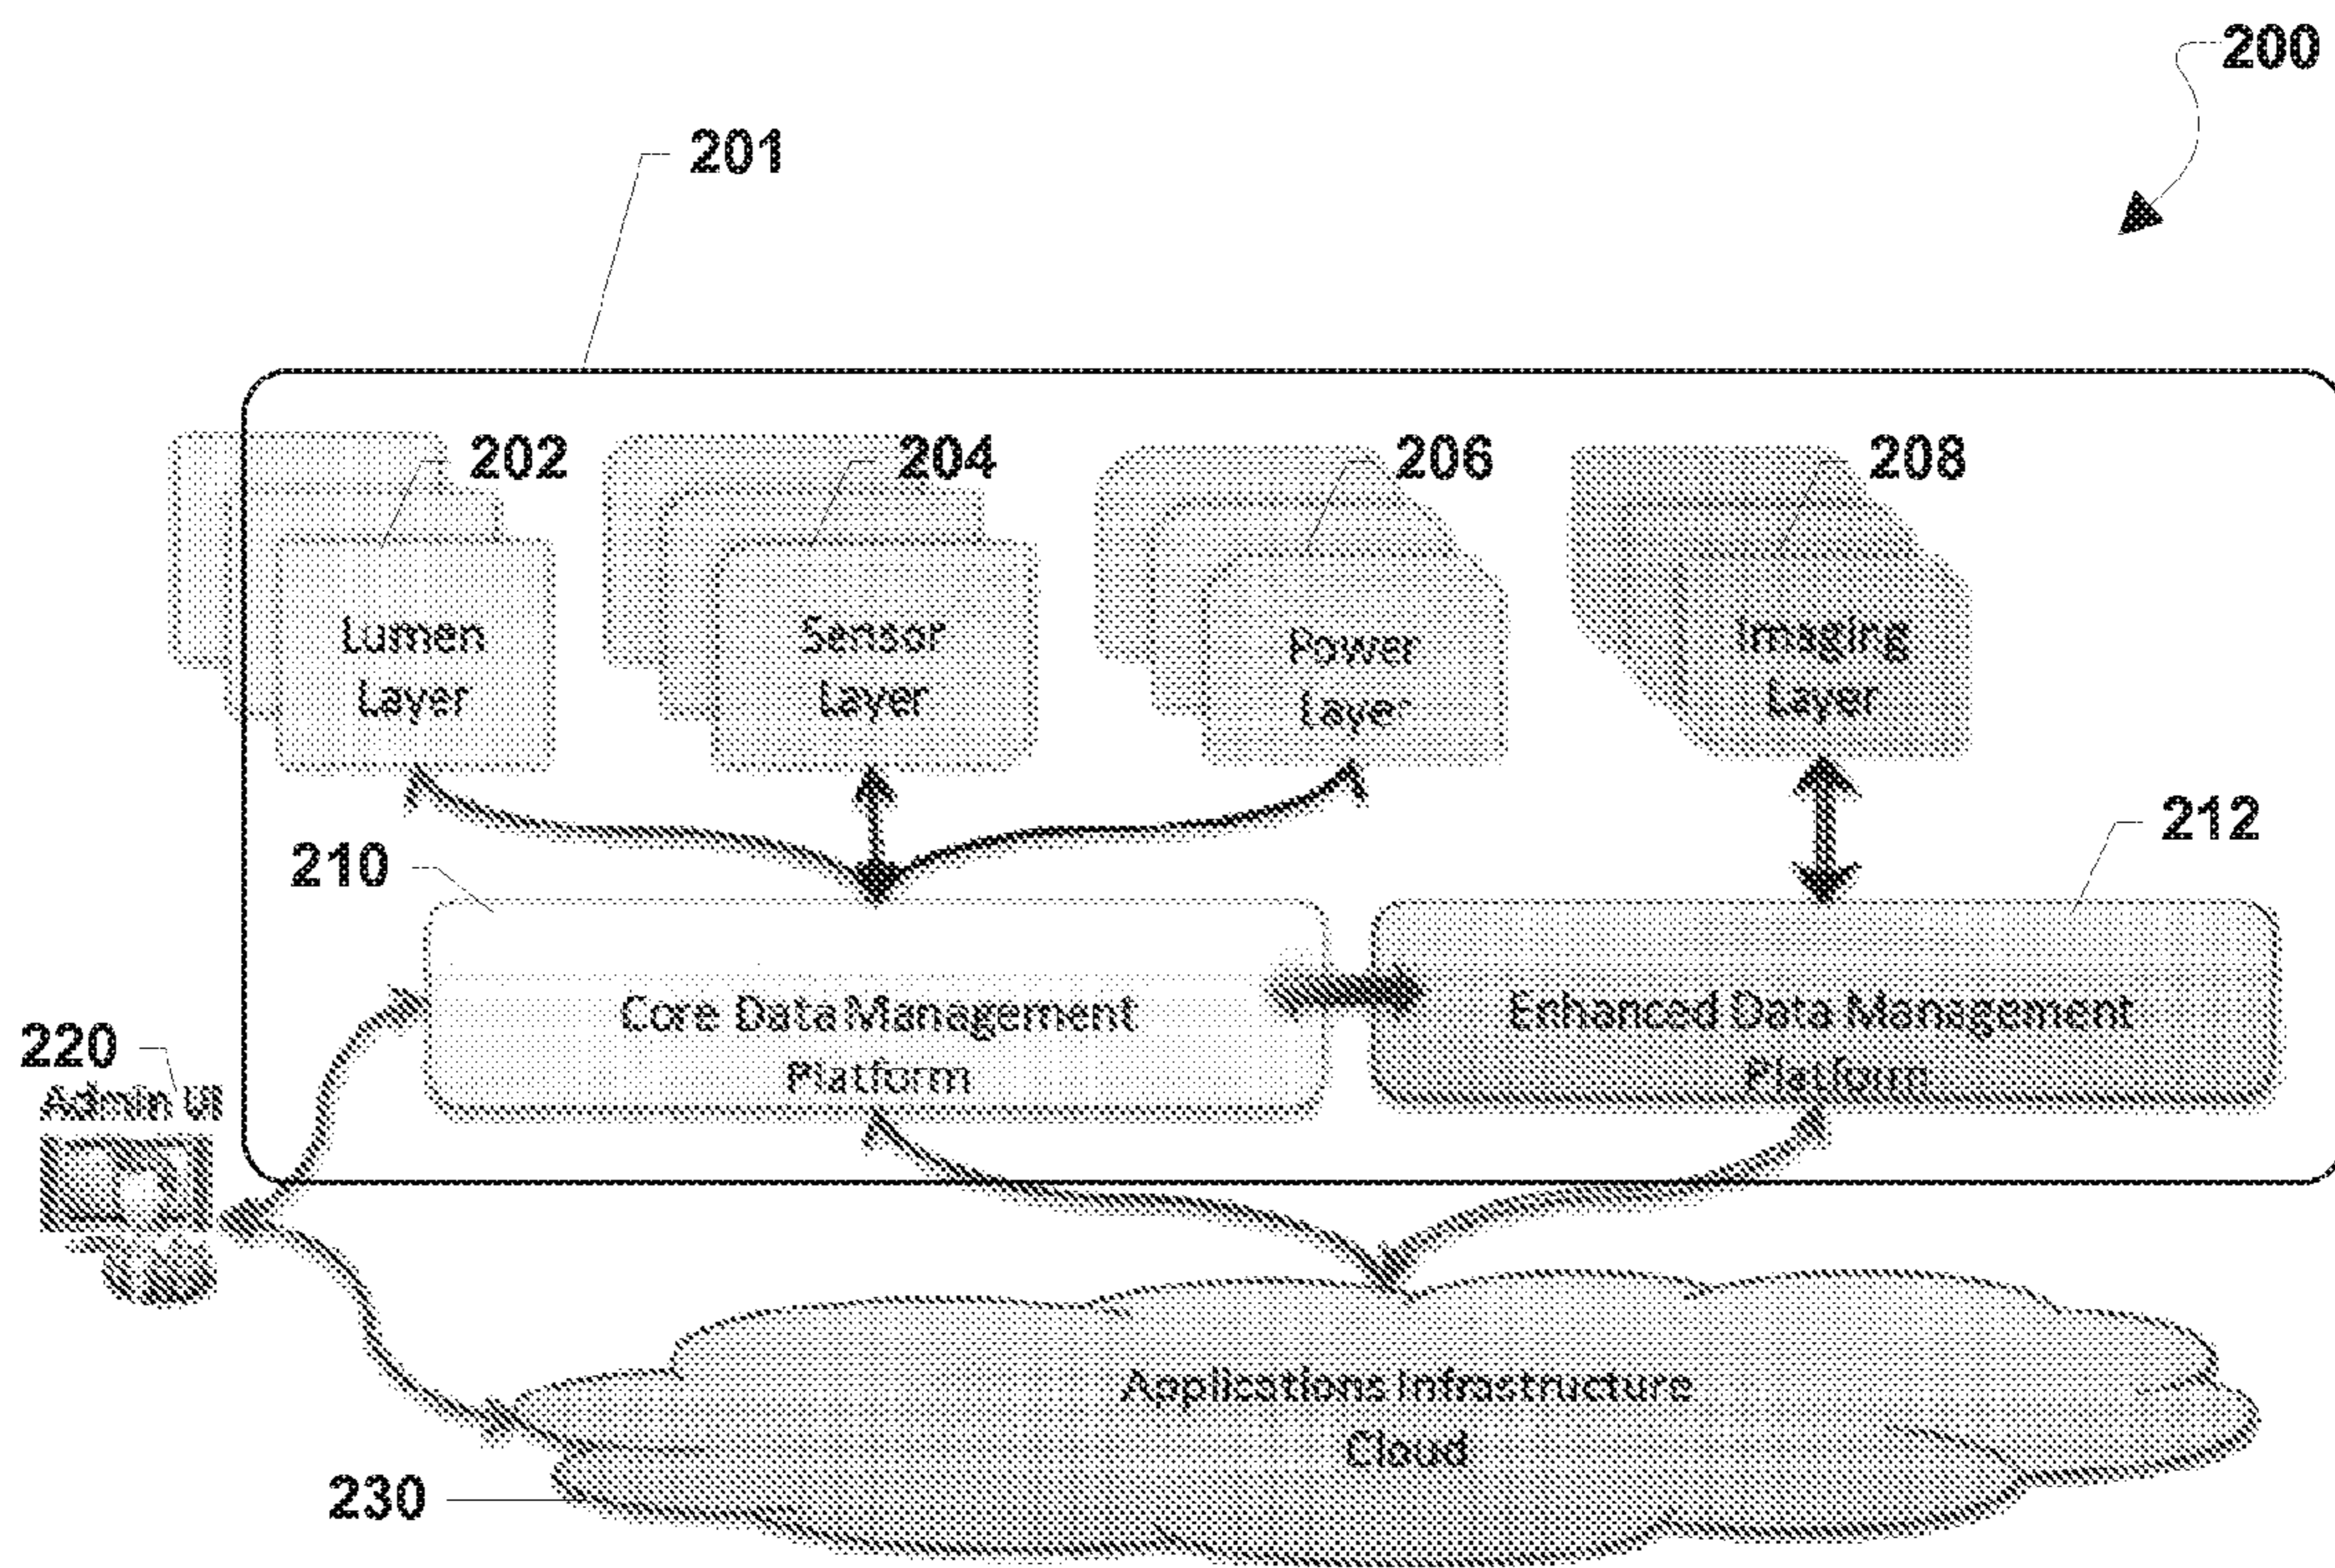 200
201
202
204
206
208
Lumen
Layer
Sensor
Layer
Power
Layer
Imaging
Layer
210
212
Core Data Management
Platform
Enhanced Data Management
Platform
220
Admin UI
Applications Infrastructure
Cloud
230